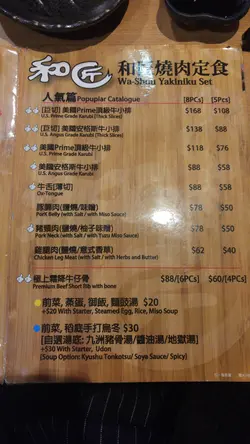 和匠
和匠燒肉定食
Wa-Shou Yakiniku Set
人氣篇 Popuplar Catalogue [8PCs] [5Pcs]
[巨切] 美國Prime頂級牛小排 $168 $108
U.S. Prime Grade Karubi [Thick Slices]
[巨切] 美國安格斯牛小排 $138 $88
U.S. Angus Grade Karubi [Thick Slices]
美國Prime頂級牛小排 $118 $76
U.S. Prime Grade Karubi
美國安格斯牛小排 $88 $58
U.S. Angus Grade Karubi
牛舌(薄切) $88 $58
Ox-Tongue
豚腩肉(鹽燒/味噌) $78 $50
Pork Belly (with Salt / with Miso Sauce)
豬頸肉(鹽燒/柚子味噌) $78 $50
Pork Neck (with Salt / with Yuzu Miso Sauce)
雞腿肉(鹽燒/意式香草) $62 $40
Chicken Leg Meat (with Salt / with Herbs and Butter)
極上霜降牛仔骨 $88/[6PCs] $60/[4PCs]
Premium Beef Short Rib with bone
前菜, 蒸蛋, 御飯, 麵豉湯 $20
+$20 With Starter, Steamed Egg, Rice, Miso Soup
前菜, 稻庭手打烏冬 $30
[自選湯底: 九洲豬骨湯/醬油湯/地獄湯]
+$30 With Starter, Udon
(Soup Option: Kyushu Tonkotsu/ Soya Sauce/ Spicy)